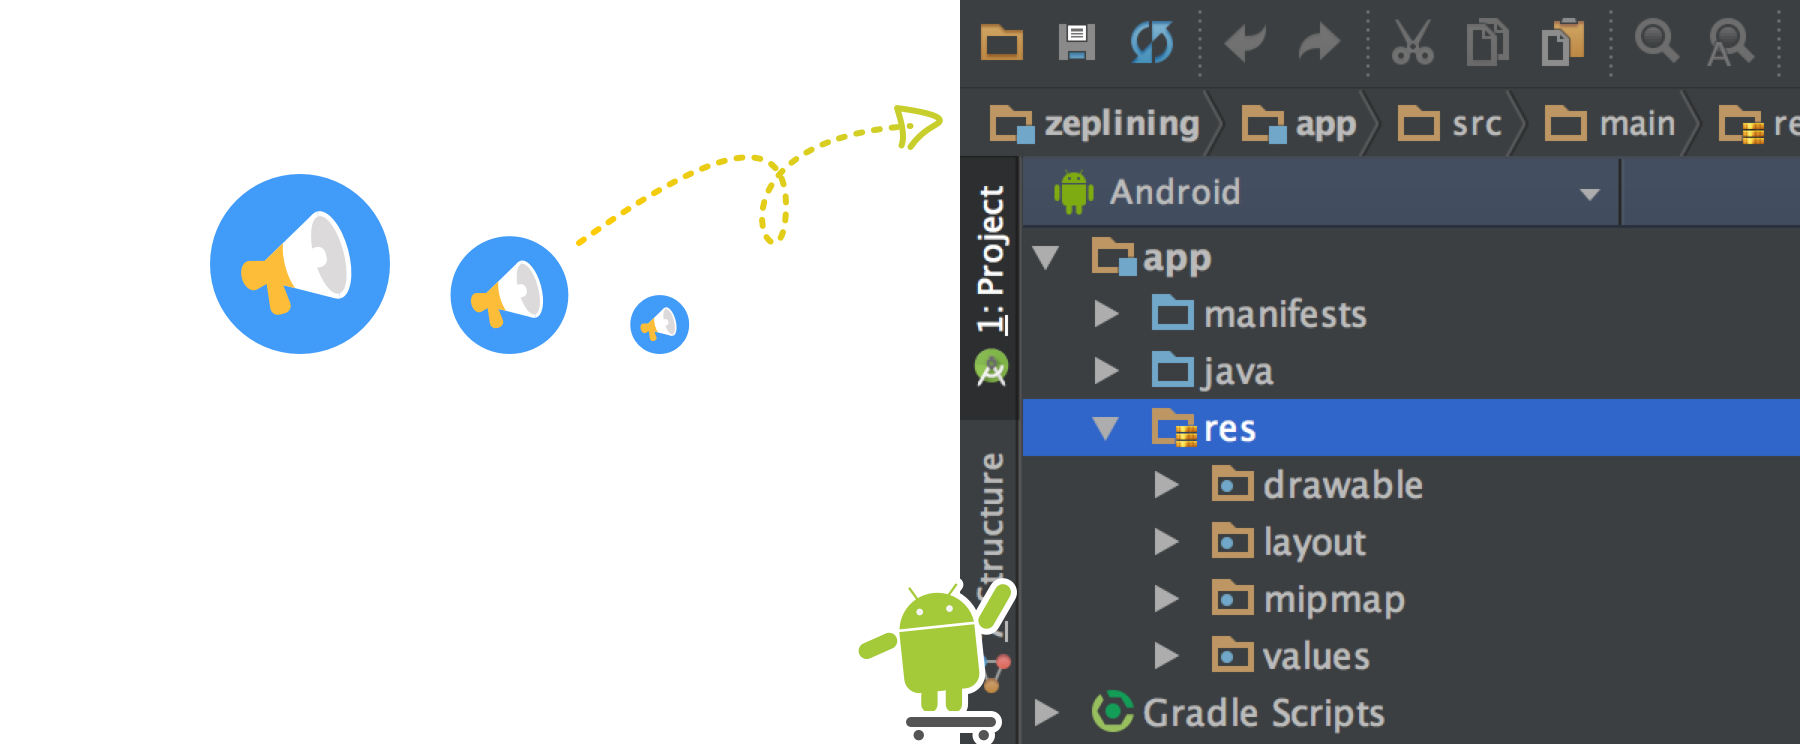 zeplining app src main re
1: Project
Android
app
manifests
java
res
Structure
drawable
layout
mipmap
values
Gradle Scripts